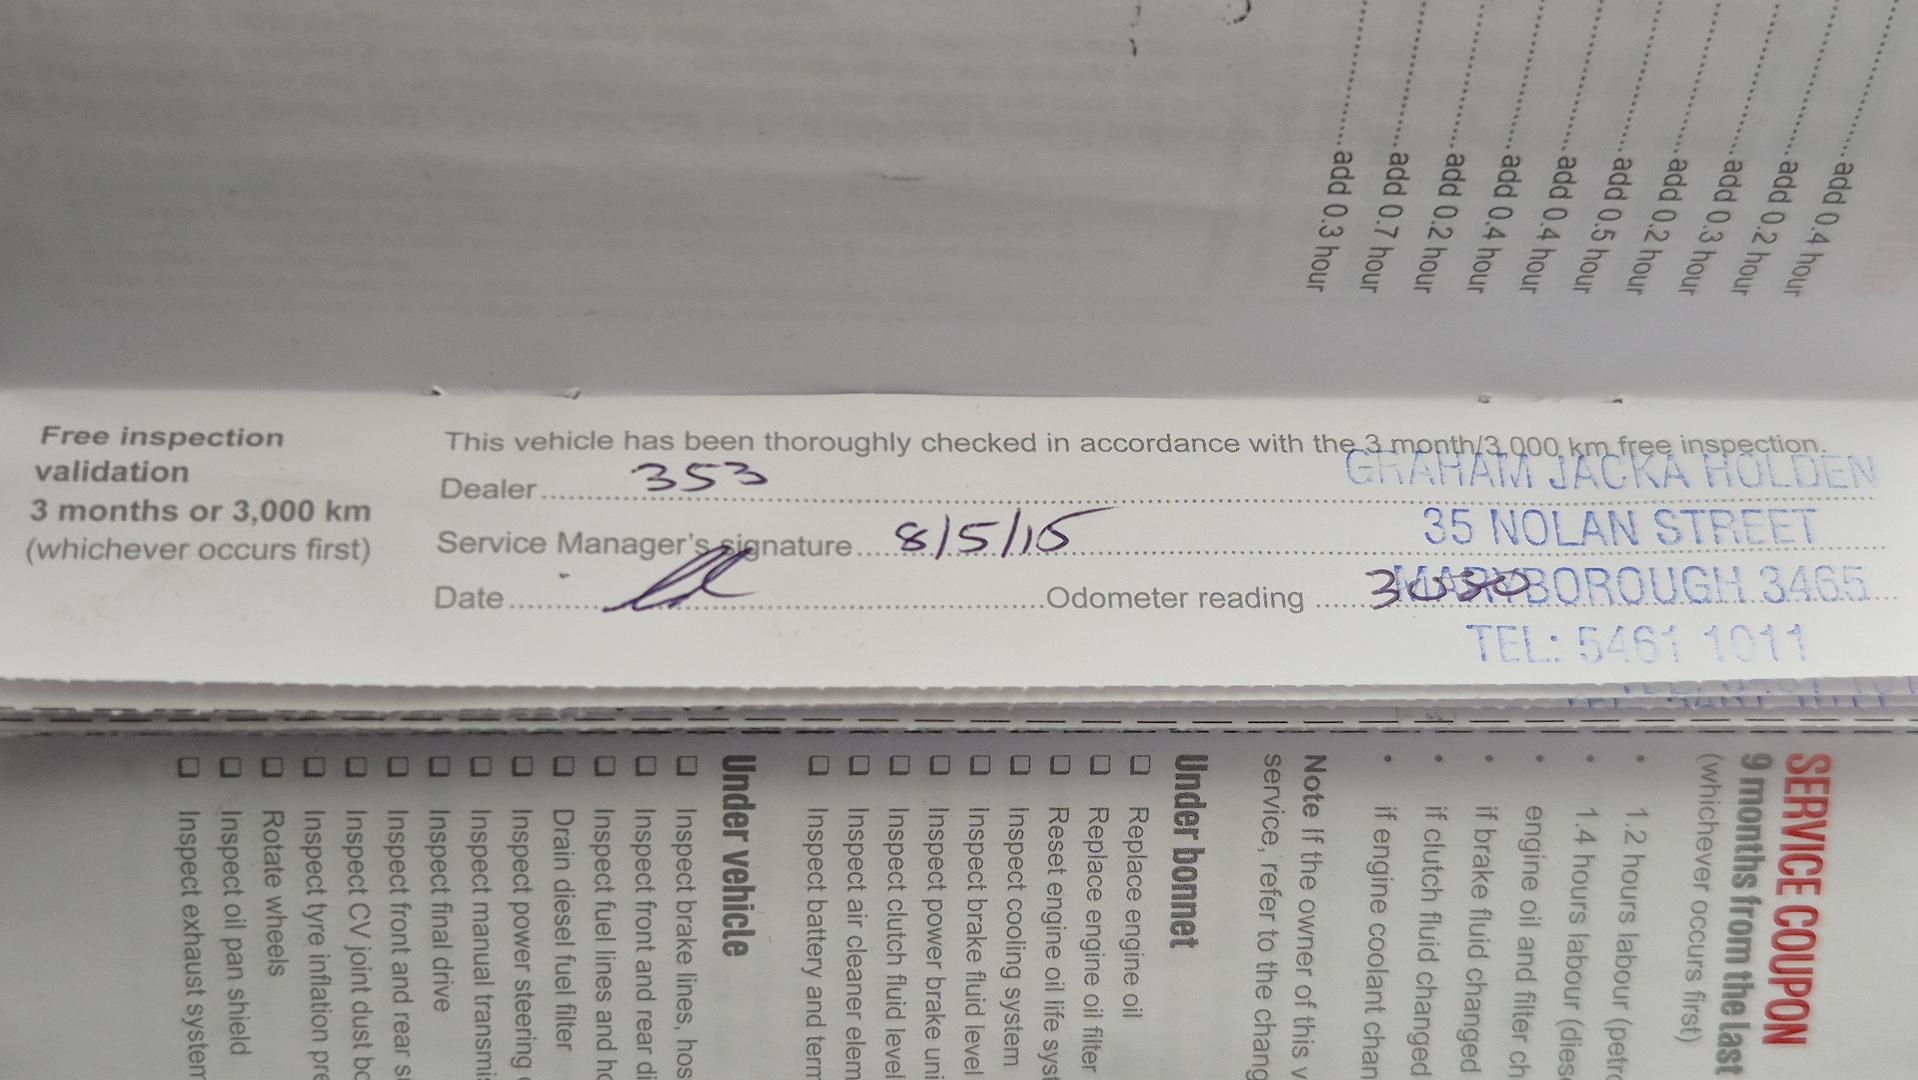 Free inspection
validation
3 months or 3,000 km
(whichever occurs first)
This vehicle has been thoroughly checked in accordance with the 3 month/3,000 km free inspection.
Dealer 353
Service Manager's signature 8/5/15
Date
Odometer reading
GRAHAM JACKA HOLDEN
35 NOLAN STREET
MARYBOROUGH 3465
TEL: 5461 1011
add 0.4 hour
add 0.2 hour
add 0.3 hour
add 0.2 hour
add 0.5 hour
add 0.4 hour
add 0.4 hour
add 0.2 hour
add 0.7 hour
add 0.3 hour
SERVICE COUPON
9 months from the last
(whichever occurs first)
• 1.2 hours labour (petr
• 1.4 hours labour (dies
• engine oil and filter ch
• if brake fluid changed
• if clutch fluid changed
• if engine coolant chan
Note If the owner of this v
service, refer to the chang
Under bonnet
Replace engine oil
Replace engine oil filter
Reset engine oil life syst
Inspect cooling system
Inspect brake fluid level
Inspect power brake uni
Inspect clutch fluid level
Inspect air cleaner elem
Inspect battery and term
Under vehicle
Inspect brake lines, hos
Inspect front and rear di
Inspect fuel lines and ho
Drain diesel fuel filter
Inspect power steering
Inspect manual transmis
Inspect final drive
Inspect front and rear s
Inspect CV joint dust bo
Inspect tyre inflation pre
Rotate wheels
Inspect oil pan shield
Inspect exhaust system